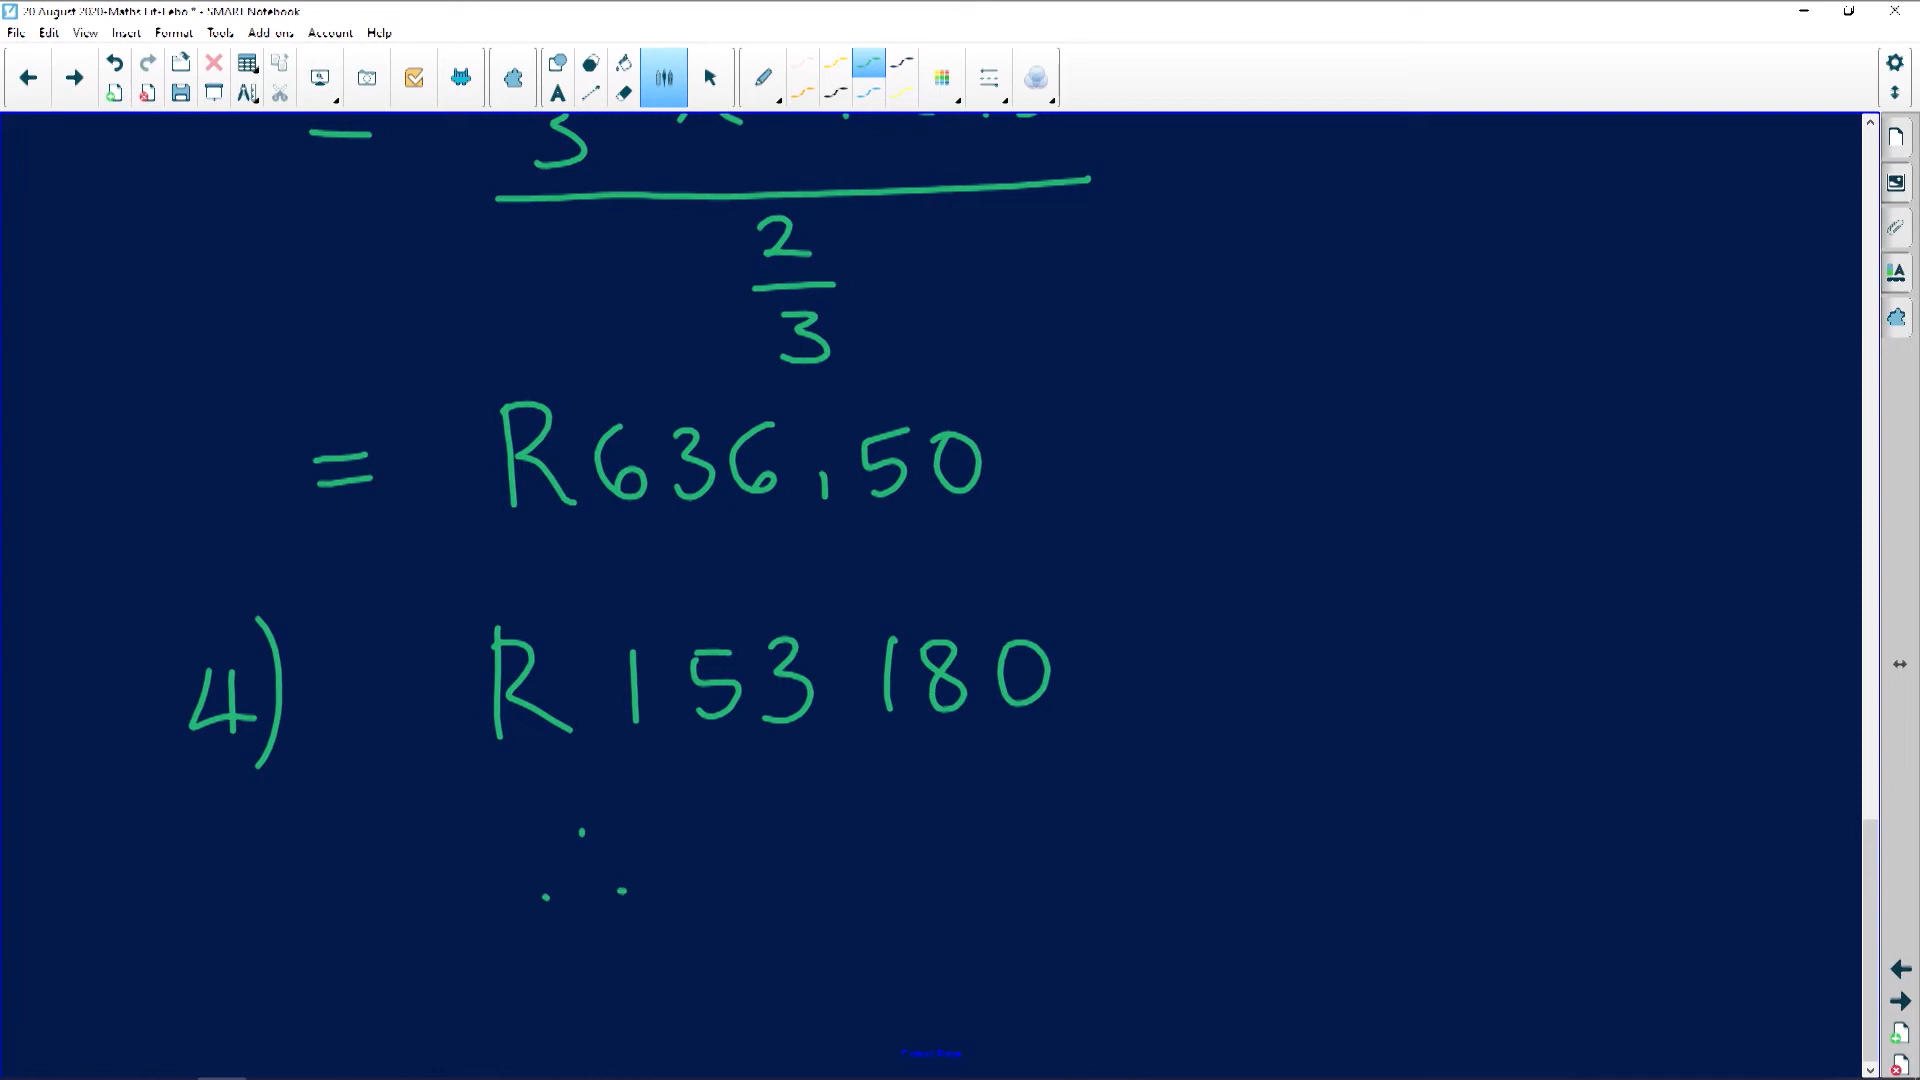 20 August 2020-Maths Lit-Lebo * - SMART Notebook
File Edit View Insert Format Tools Add-ons Account Help
=
3 ×
2
3
= R636,50
4) R 153 180
∴